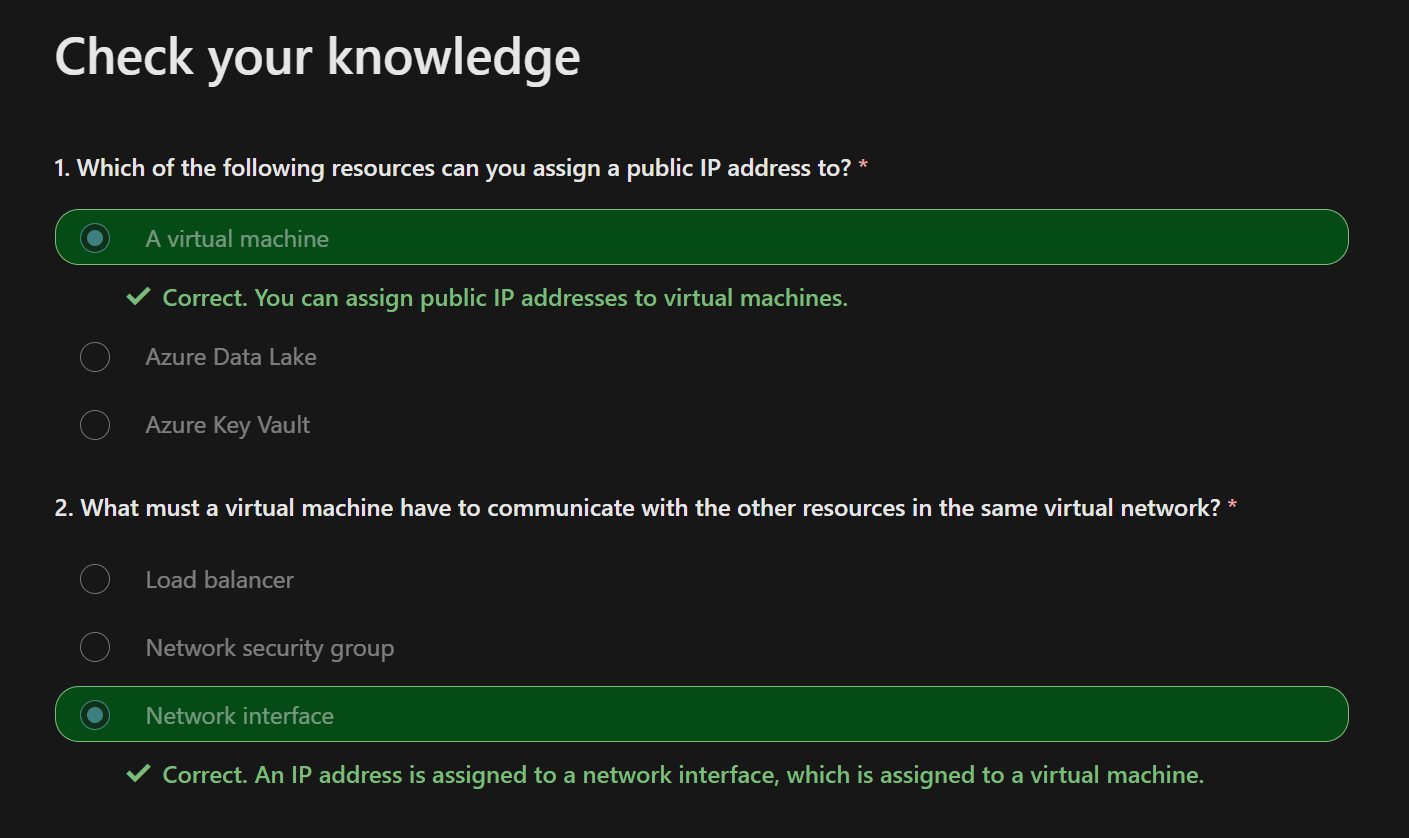 Check your knowledge
1. Which of the following resources can you assign a public IP address to? *
A virtual machine
Correct. You can assign public IP addresses to virtual machines.
Azure Data Lake
Azure Key Vault
2. What must a virtual machine have to communicate with the other resources in the same virtual network? *
Load balancer
Network security group
Network interface
Correct. An IP address is assigned to a network interface, which is assigned to a virtual machine.